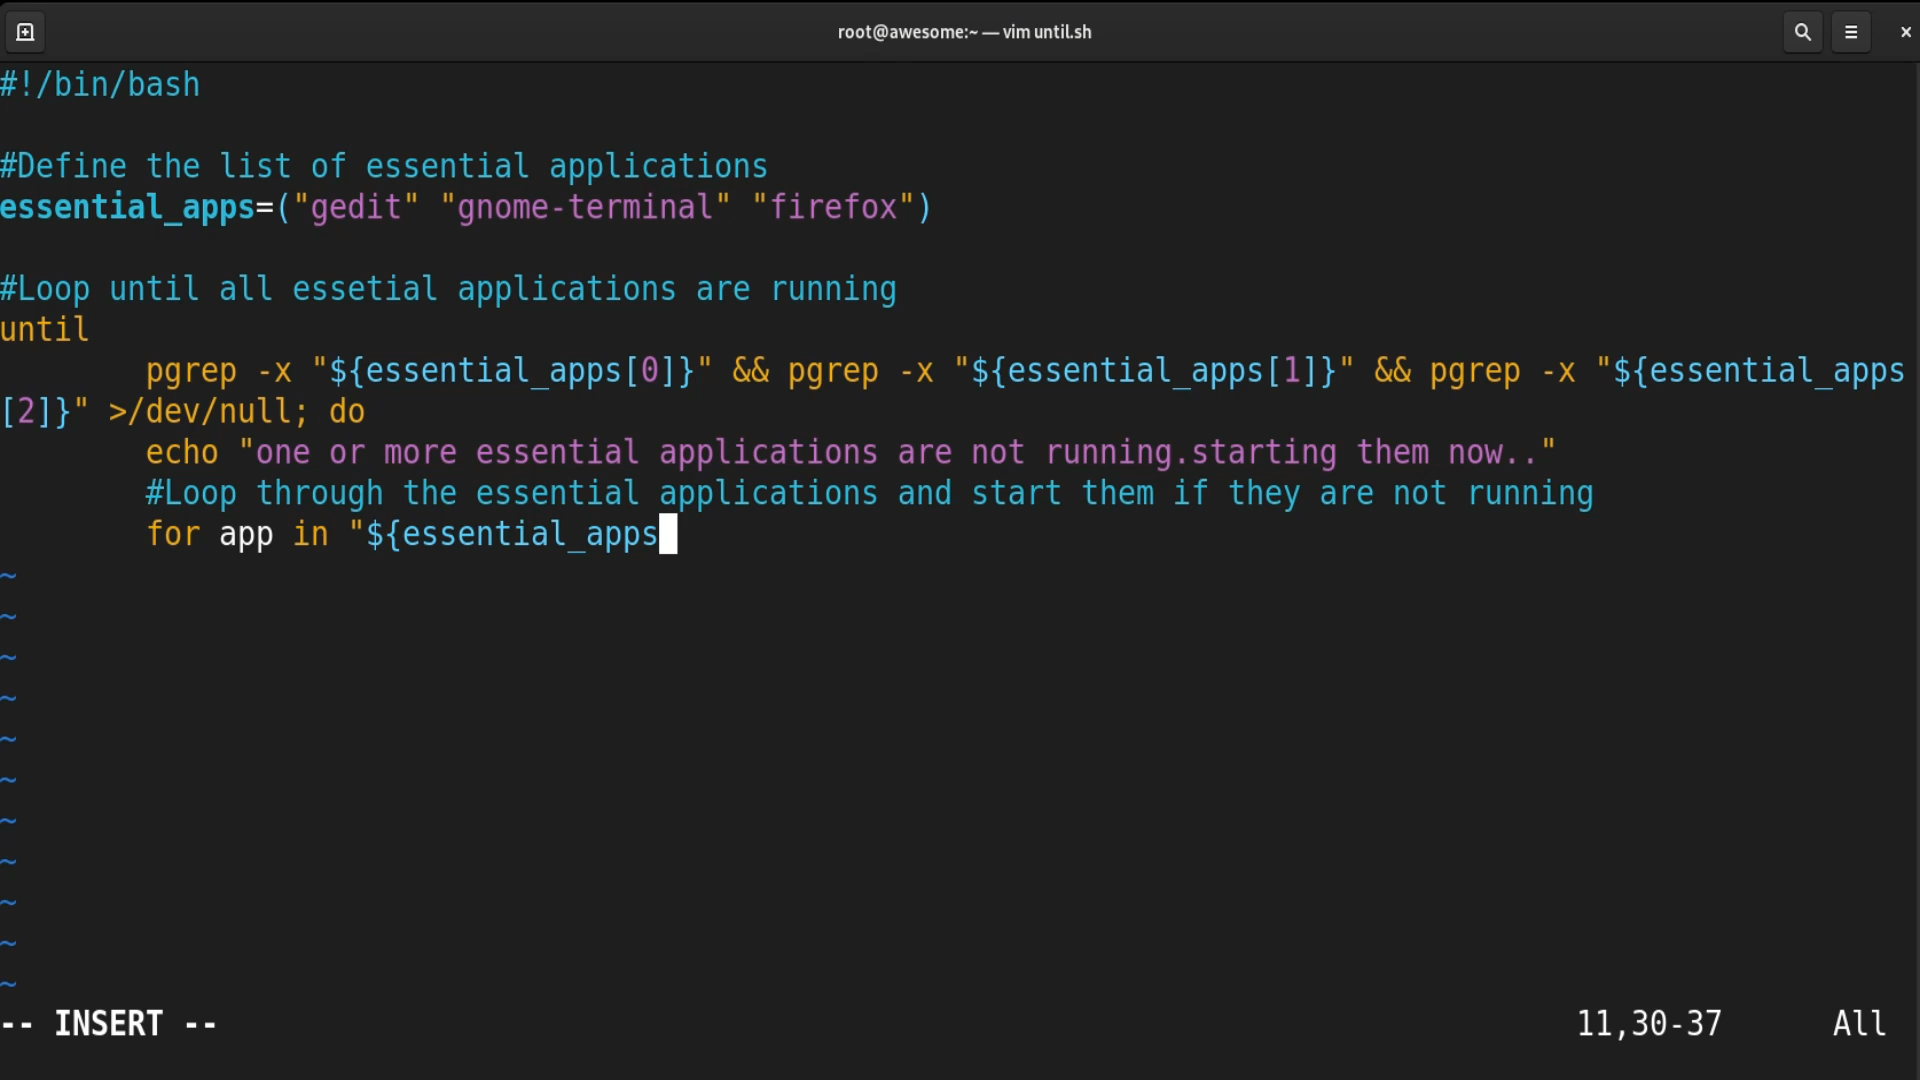 root@awesome:~ — vim until.sh
#!/bin/bash
#Define the list of essential applications
essential_apps=("gedit" "gnome-terminal" "firefox")
#Loop until all essetial applications are running
until
        pgrep -x "${essential_apps[0]}" && pgrep -x "${essential_apps[1]}" && pgrep -x "${essential_apps
[2]}" >/dev/null; do
        echo "one or more essential applications are not running.starting them now.."
        #Loop through the essential applications and start them if they are not running
        for app in "${essential_apps
~
~
~
~
~
~
~
~
~
~
~
-- INSERT -- 11,30-37 All